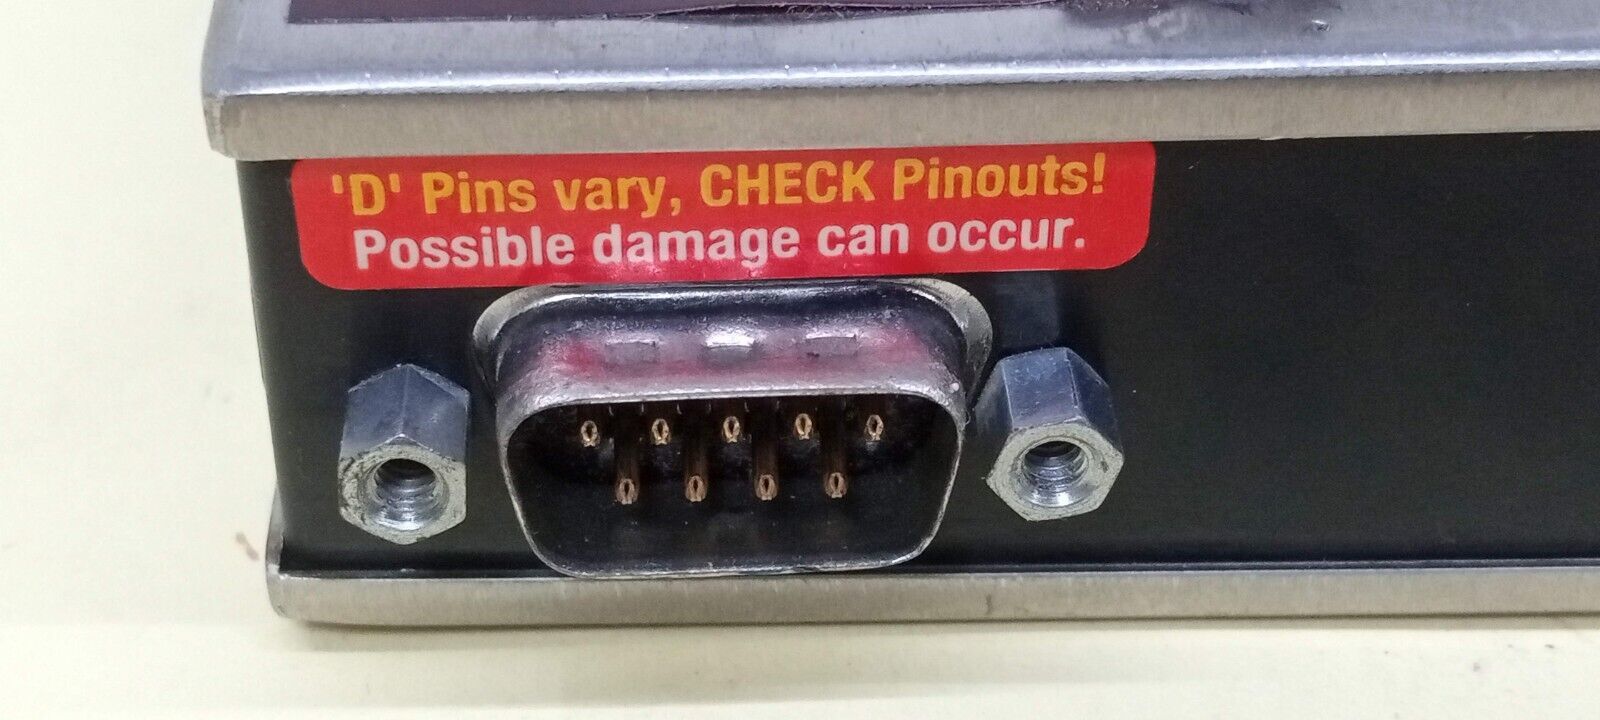 'D' Pins vary, CHECK Pinouts!
Possible damage can occur.